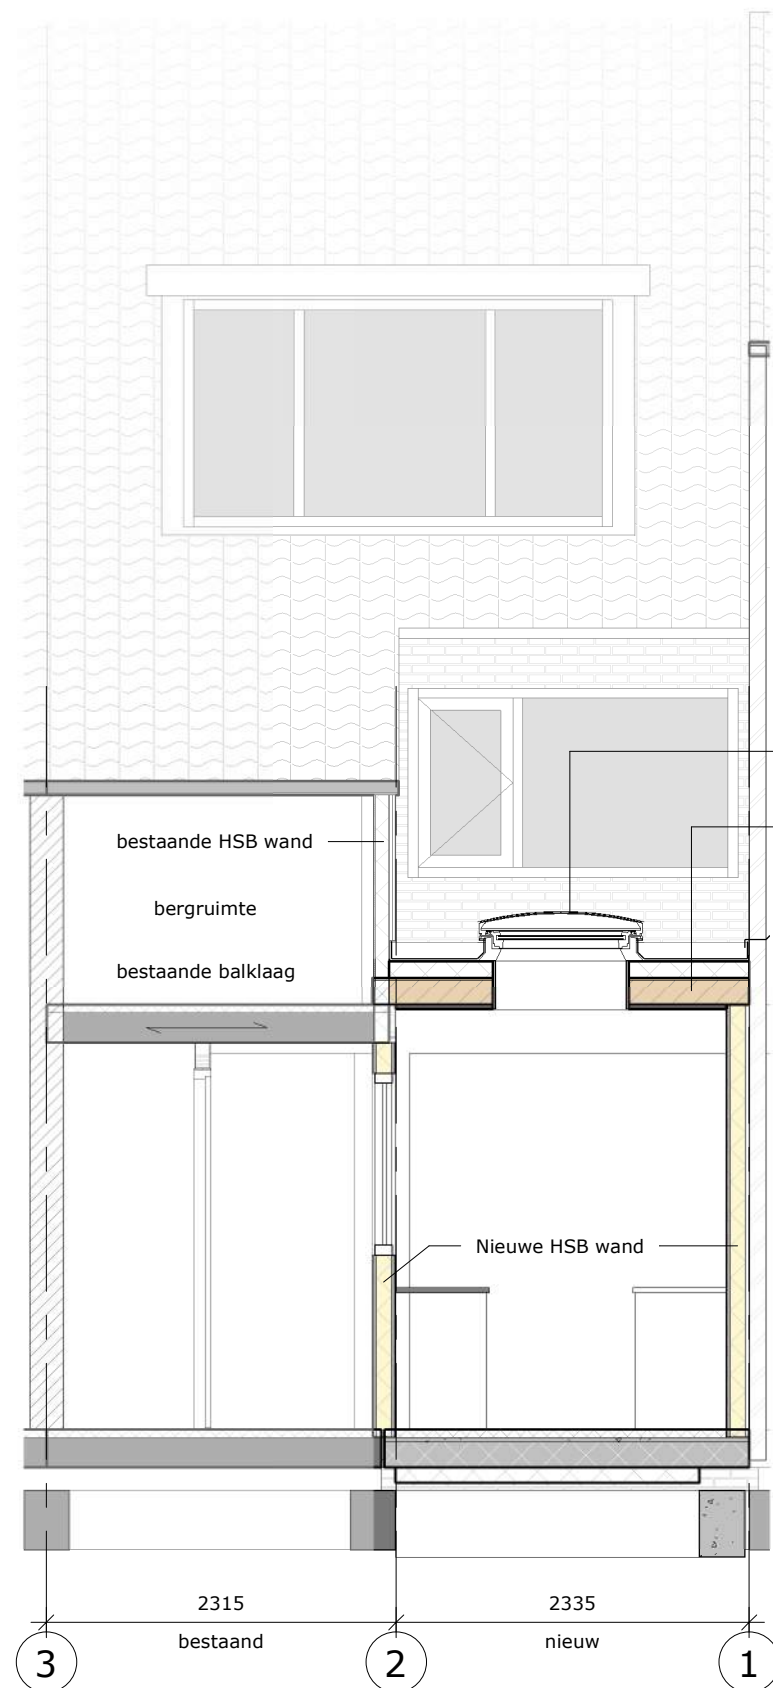 bestaande HSB wand
bergruimte
bestaande balklaag
Nieuwe HSB wand
2315
2335
bestaand
nieuw
3
2
1